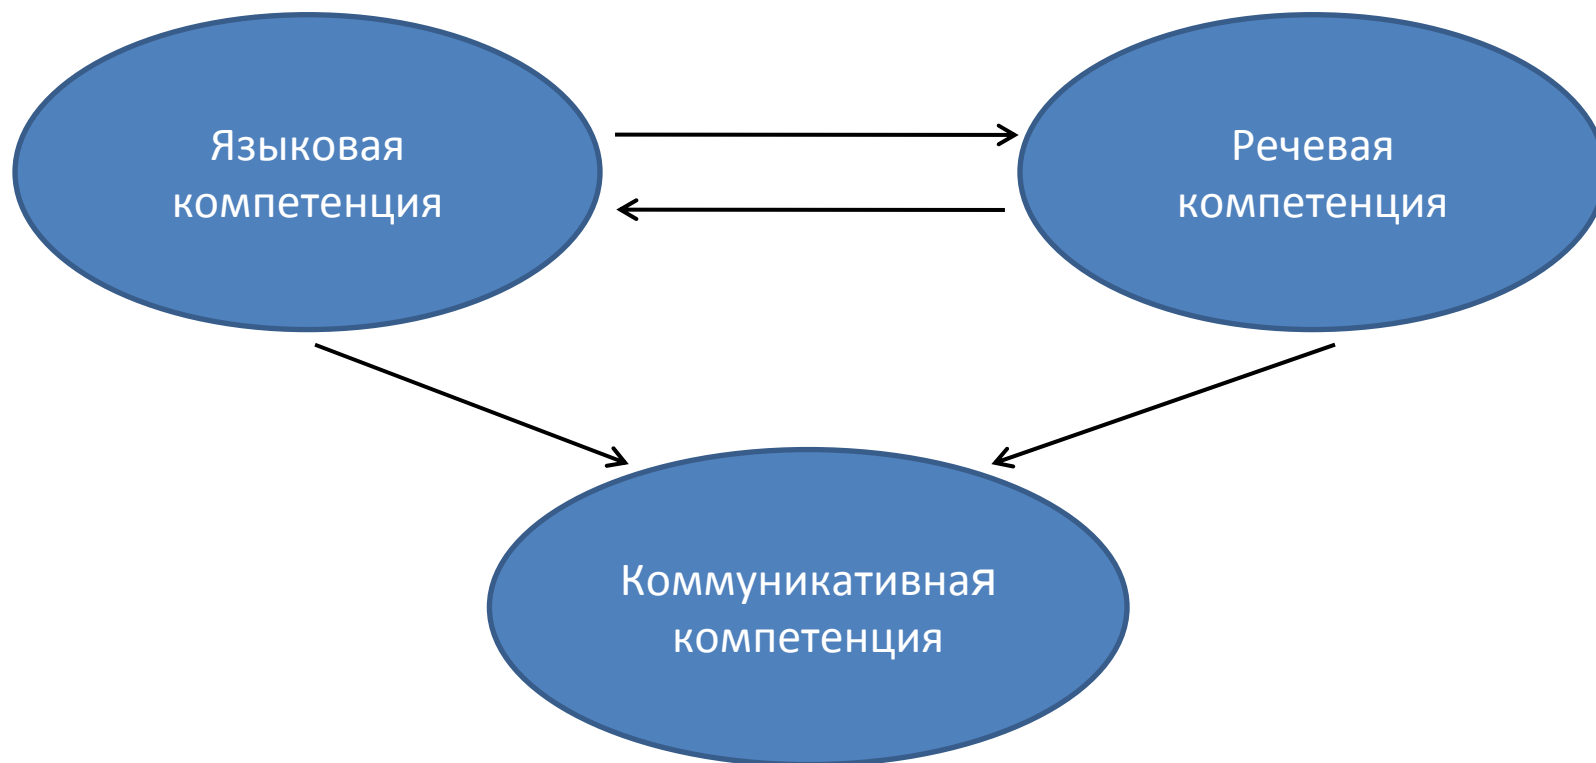 Языковая
компетенция
Речевая
компетенция
Коммуникативная
компетенция